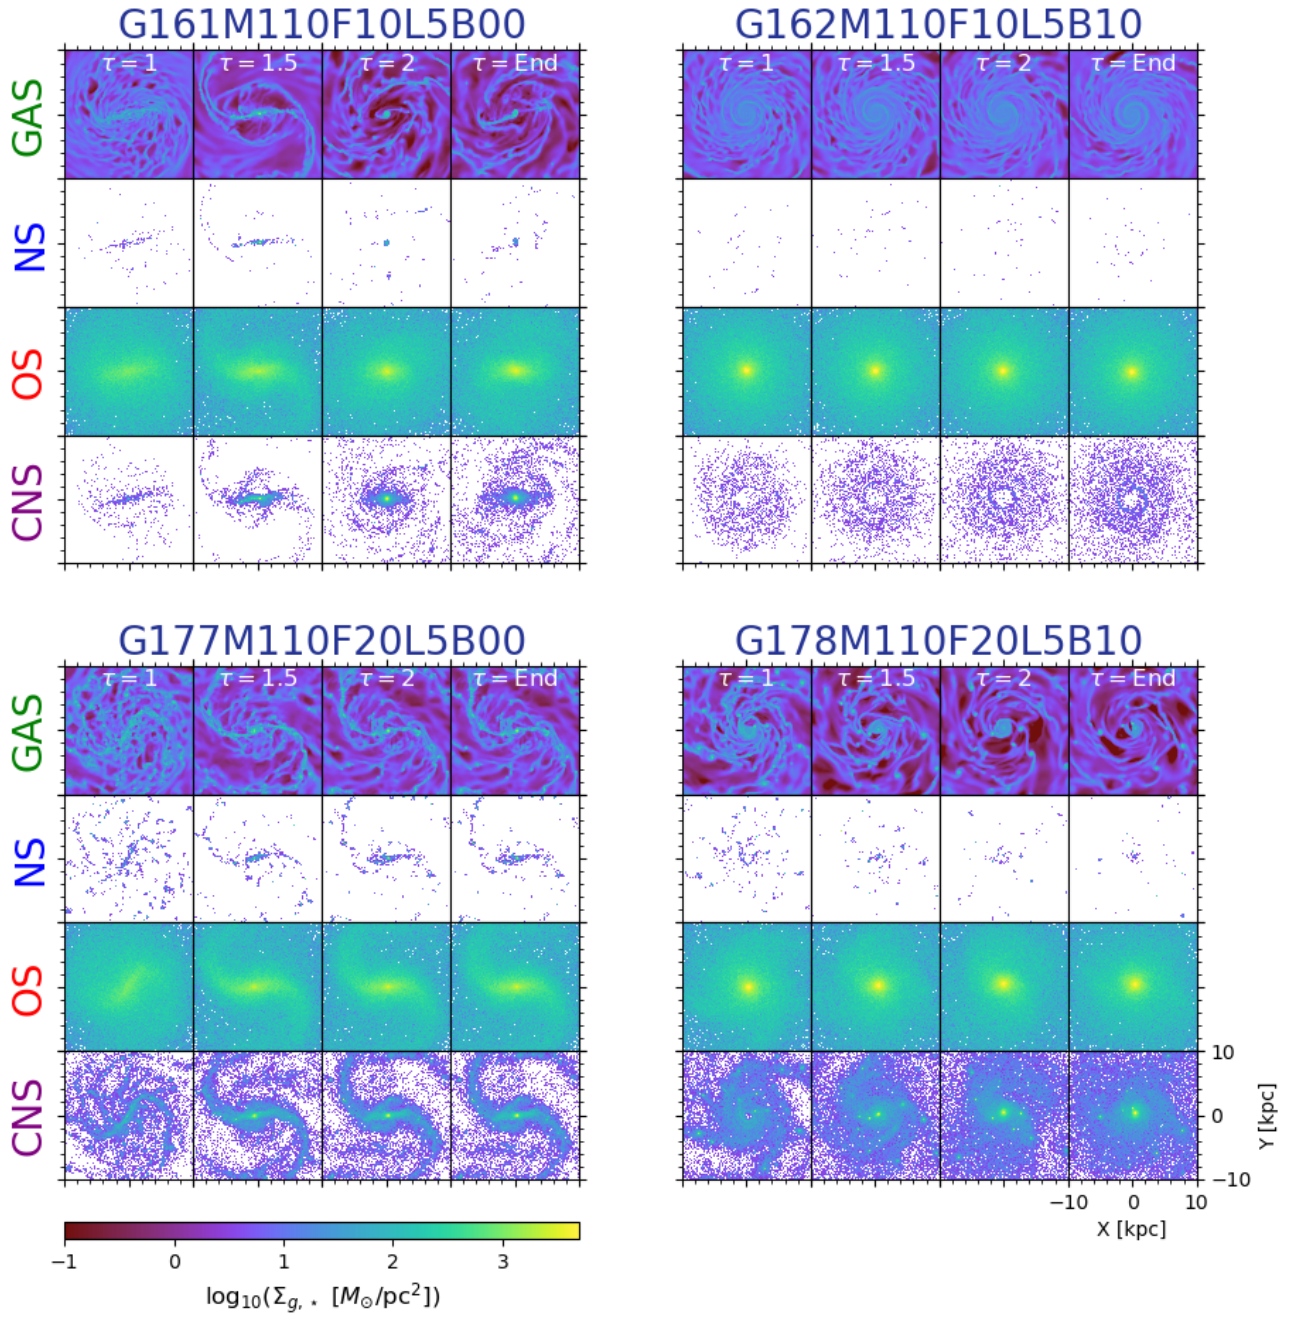 G161M110F10L5B00 G162M110F10L5B10
GAS τ = 1 τ = 1.5 τ = 2 τ = End τ = 1 τ = 1.5 τ = 2 τ = End
NS
OS
CNS
G177M110F20L5B00 G178M110F20L5B10
GAS τ = 1 τ = 1.5 τ = 2 τ = End τ = 1 τ = 1.5 τ = 2 τ = End
NS
OS
CNS
10
0
−10
Y [kpc]
−10 0 10
X [kpc]
−1 0 1 2 3
log₁₀(Σg,⋆ [M⊙/pc²])